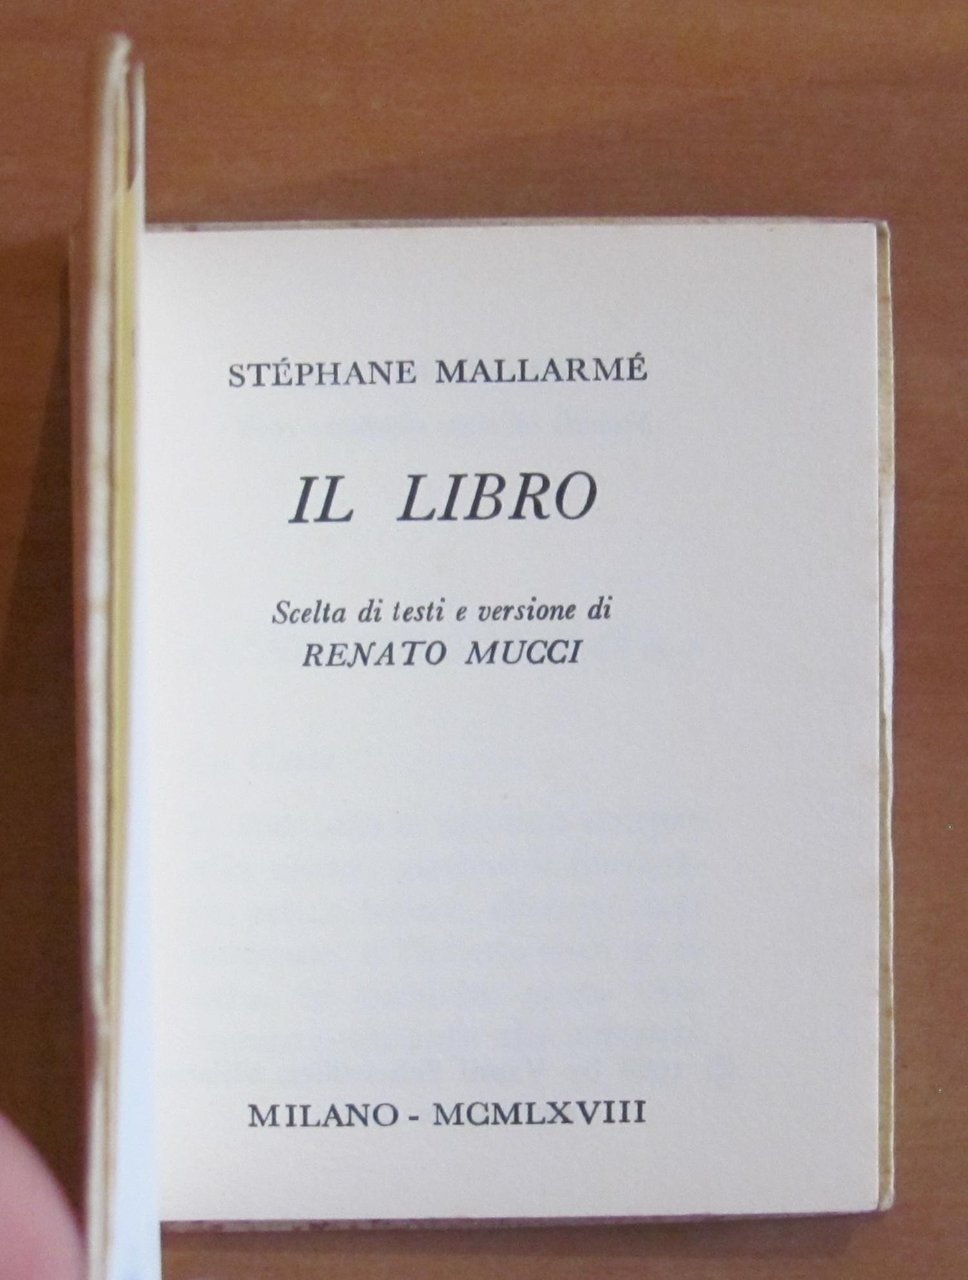 STÉPHANE MALLARMÉ
IL LIBRO
Scelta di testi e versione di
RENATO MUCCI
MILANO - MCMLXVIII